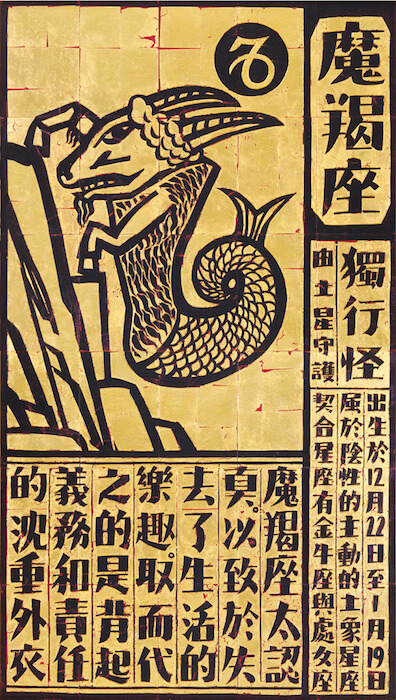 魔羯座
獨行怪
由土星守護
出生於12月22日至1月19日
屬於陰性的主動的土象星座
契合星座有金牛座與處女座
魔羯座太認
真。以致於失
去了生活的
樂趣。取而代
之的是背起
義務和責任
的沈重外衣